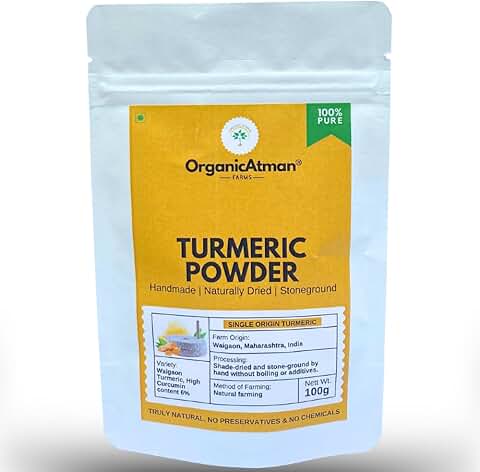 100%
PURE
OrganicAtman®
FARMS
TURMERIC
POWDER
Handmade | Naturally Dried | Stoneground
SINGLE ORIGIN TURMERIC
Farm Origin:
Waigaon, Maharashtra, India
Processing:
Shade-dried and stone-ground by
hand without boiling or additives.
Variety:
Waigaon
Turmeric, High
Curcumin
content 6%
Method of Farming:
Natural farming
Nett Wt.
100g
TRULY NATURAL, NO PRESERVATIVES & NO CHEMICALS